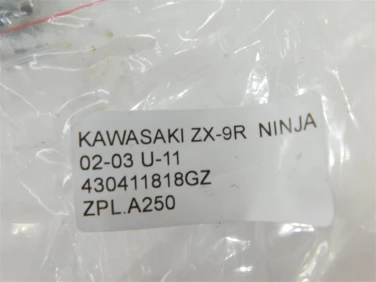 KAWASAKI ZX-9R NINJA
02-03 U-11
430411818GZ
ZPL.A250